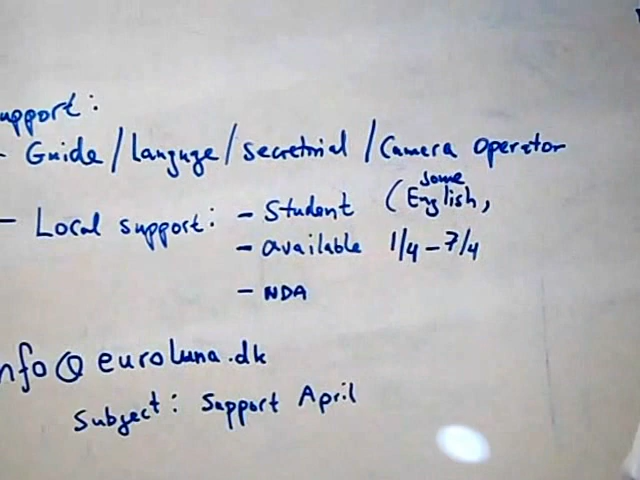 upport:
- Guide/Languge/secretrial/Camera operator
- Local support: - Student (some English,
- available 1/4-7/4
- NDA
nfo@euroluna.dk
Subject: Support April